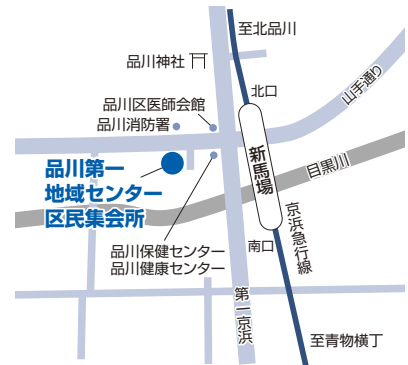 至北品川
品川神社
北口
山手通り
品川区医師会館
品川消防署
新馬場
目黒川
品川第一
地域センター
区民集会所
京浜急行線
南口
品川保健センター
品川健康センター
第一京浜
至青物横丁